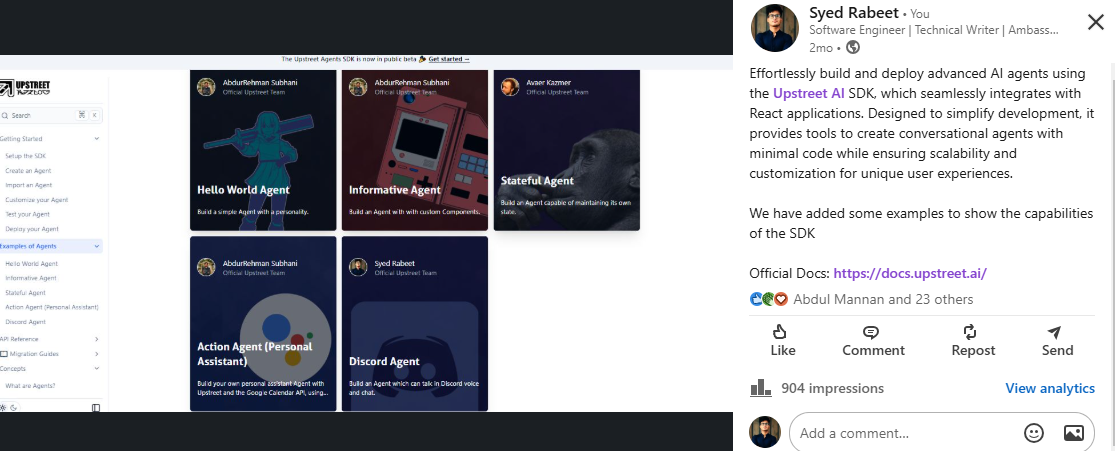 The Upstreet Agents SDK is now in public beta 🎉 Get started →
UPSTREET
Search
⌘ K
Getting Started
Setup the SDK
Create an Agent
Import an Agent
Customize your Agent
Test your Agent
Deploy your Agent
Examples of Agents
Hello World Agent
Informative Agent
Stateful Agent
Action Agent (Personal Assistant)
Discord Agent
API Reference
Migration Guides
Concepts
What are Agents?
AbdurRehman Subhani
Official Upstreet Team
Hello World Agent
Build a simple Agent with a personality.
AbdurRehman Subhani
Official Upstreet Team
Informative Agent
Build an Agent with with custom Components.
Avaer Kazmer
Official Upstreet Team
Stateful Agent
Build an Agent capable of maintaining its own
state.
AbdurRehman Subhani
Official Upstreet Team
Action Agent (Personal
Assistant)
Build your own personal assistant Agent with
Upstreet and the Google Calendar API, using...
Syed Rabeet
Official Upstreet Team
Discord Agent
Build an Agent which can talk in Discord voice
and chat.
Syed Rabeet • You
Software Engineer | Technical Writer | Ambass...
2mo •
Effortlessly build and deploy advanced AI agents using
the Upstreet AI SDK, which seamlessly integrates with
React applications. Designed to simplify development, it
provides tools to create conversational agents with
minimal code while ensuring scalability and
customization for unique user experiences.
We have added some examples to show the capabilities
of the SDK
Official Docs: https://docs.upstreet.ai/
Abdul Mannan and 23 others
Like
Comment
Repost
Send
904 impressions
View analytics
Add a comment...